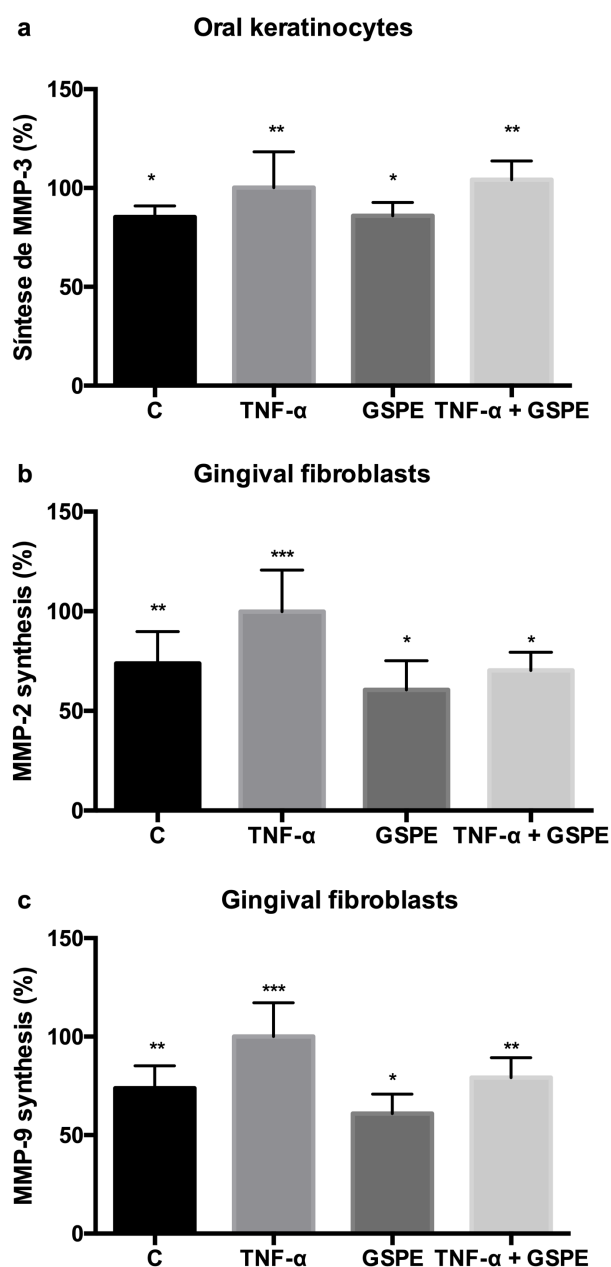 a Oral keratinocytes
Síntese de MMP-3 (%)
150
100
50
0
* ** * **
C TNF-α GSPE TNF-α + GSPE
b Gingival fibroblasts
MMP-2 synthesis (%)
150
100
50
0
** *** * *
C TNF-α GSPE TNF-α + GSPE
c Gingival fibroblasts
MMP-9 synthesis (%)
150
100
50
0
** *** * **
C TNF-α GSPE TNF-α + GSPE